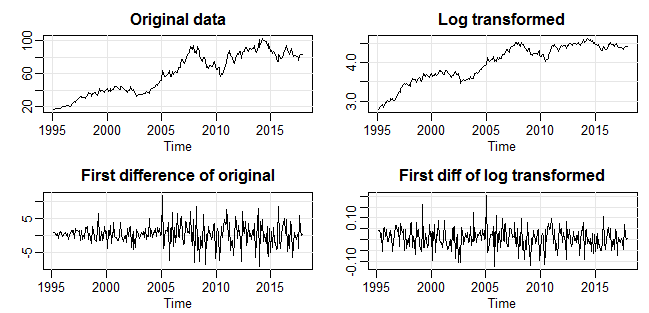 Original data
Log transformed
100
60
20
1995 2000 2005 2010 2015
Time
4.0
3.0
1995 2000 2005 2010 2015
Time
First difference of original
First diff of log transformed
5
-5
1995 2000 2005 2010 2015
Time
0.10
-0.10
1995 2000 2005 2010 2015
Time